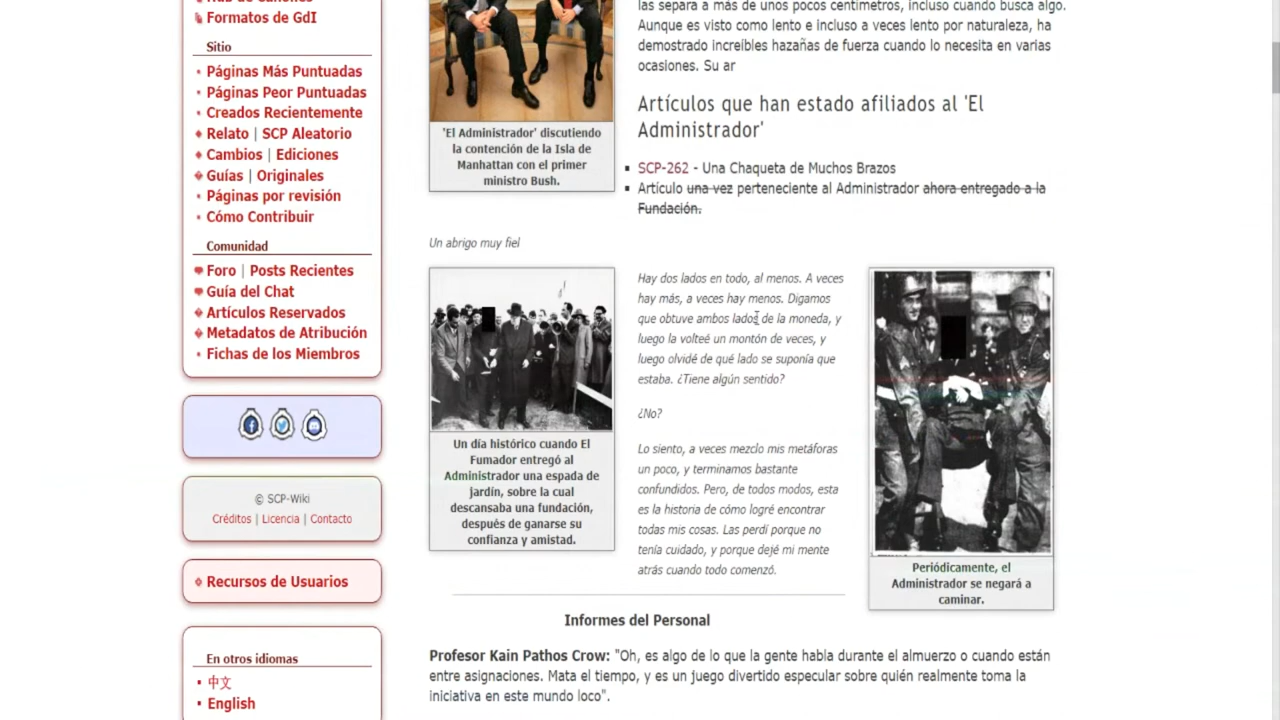 Formatos de GdI
Sitio
Páginas Más Puntuadas
Páginas Peor Puntuadas
Creados Recientemente
Relato | SCP Aleatorio
Cambios | Ediciones
Guías | Originales
Páginas por revisión
Cómo Contribuir
Comunidad
Foro | Posts Recientes
Guía del Chat
Artículos Reservados
Metadatos de Atribución
Fichas de los Miembros
© SCP-Wiki
Créditos | Licencia | Contacto
Recursos de Usuarios
En otros idiomas
中文
English
'El Administrador' discutiendo
la contención de la Isla de
Manhattan con el primer
ministro Bush.
las separa a más de unos pocos centímetros, incluso cuando busca algo.
Aunque es visto como lento e incluso a veces lento por naturaleza, ha
demostrado increíbles hazañas de fuerza cuando lo necesita en varias
ocasiones. Su ar
Artículos que han estado afiliados al 'El
Administrador'
SCP-262 - Una Chaqueta de Muchos Brazos
Artículo una vez perteneciente al Administrador ahora entregado a la
Fundación.
Un abrigo muy fiel
Un día histórico cuando El
Fumador entregó al
Administrador una espada de
jardín, sobre la cual
descansaba una fundación,
después de ganarse su
confianza y amistad.
Hay dos lados en todo, al menos. A veces
hay más, a veces hay menos. Digamos
que obtuve ambos lados de la moneda, y
luego la volteé un montón de veces, y
luego olvidé de qué lado se suponía que
estaba. ¿Tiene algún sentido?
¿No?
Lo siento, a veces mezclo mis metáforas
un poco, y terminamos bastante
confundidos. Pero, de todos modos, esta
es la historia de cómo logré encontrar
todas mis cosas. Las perdí porque no
tenía cuidado, y porque dejé mi mente
atrás cuando todo comenzó.
Periódicamente, el
Administrador se negará a
caminar.
Informes del Personal
Profesor Kain Pathos Crow: "Oh, es algo de lo que la gente habla durante el almuerzo o cuando están
entre asignaciones. Mata el tiempo, y es un juego divertido especular sobre quién realmente toma la
iniciativa en este mundo loco".